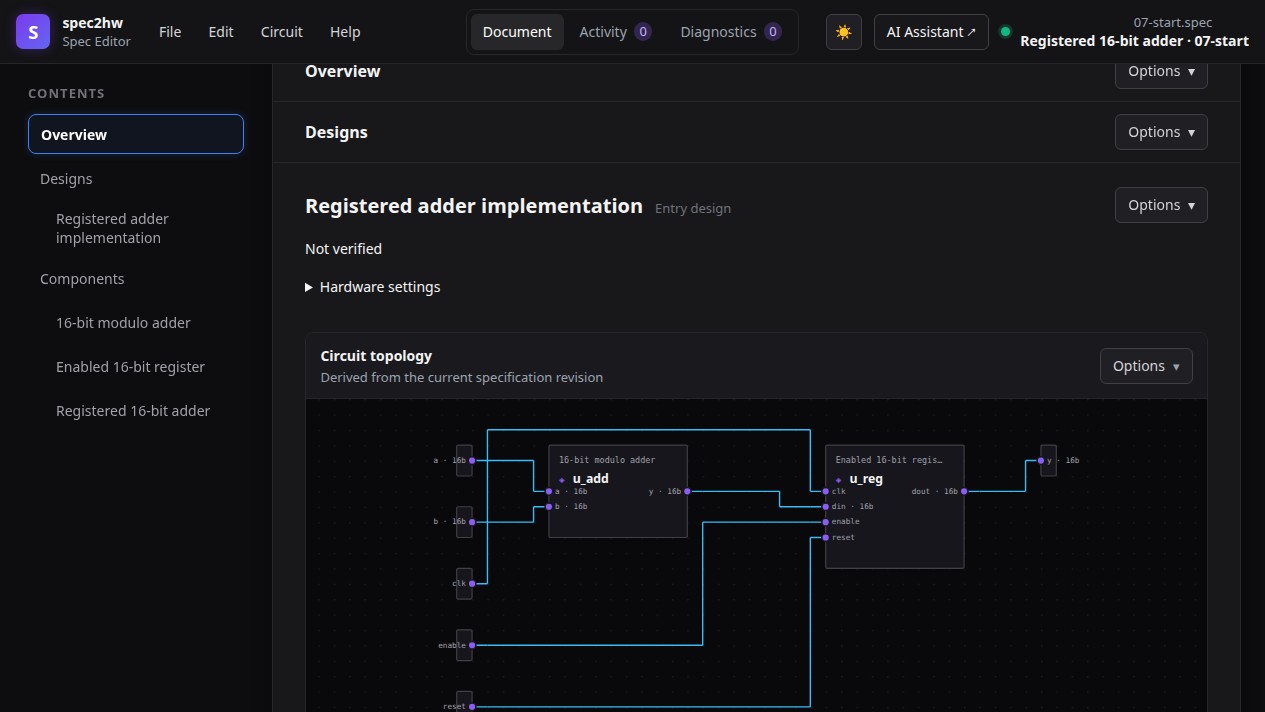 S
spec2hw
Spec Editor
File
Edit
Circuit
Help
Document
Activity 0
Diagnostics 0
AI Assistant ↗
07-start.spec
Registered 16-bit adder · 07-start
CONTENTS
Overview
Designs
Registered adder
implementation
Components
16-bit modulo adder
Enabled 16-bit register
Registered 16-bit adder
Overview
Options ▾
Designs
Options ▾
Registered adder implementation Entry design
Options ▾
Not verified
▶ Hardware settings
Circuit topology
Derived from the current specification revision
Options ▾
a · 16b
b · 16b
clk
enable
reset
16-bit modulo adder
u_add
a · 16b
b · 16b
y · 16b
Enabled 16-bit regis…
u_reg
clk
din · 16b
enable
reset
dout · 16b
y · 16b